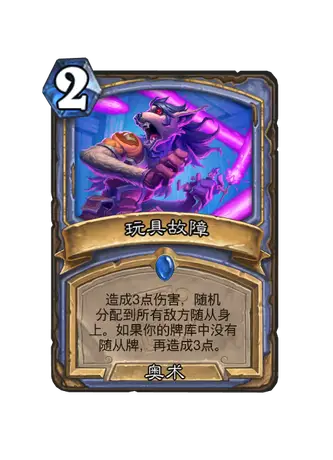 2
玩具故障
造成3点伤害，随机
分配到所有敌方随从身
上。如果你的牌库中没有
随从牌，再造成3点。
奥术